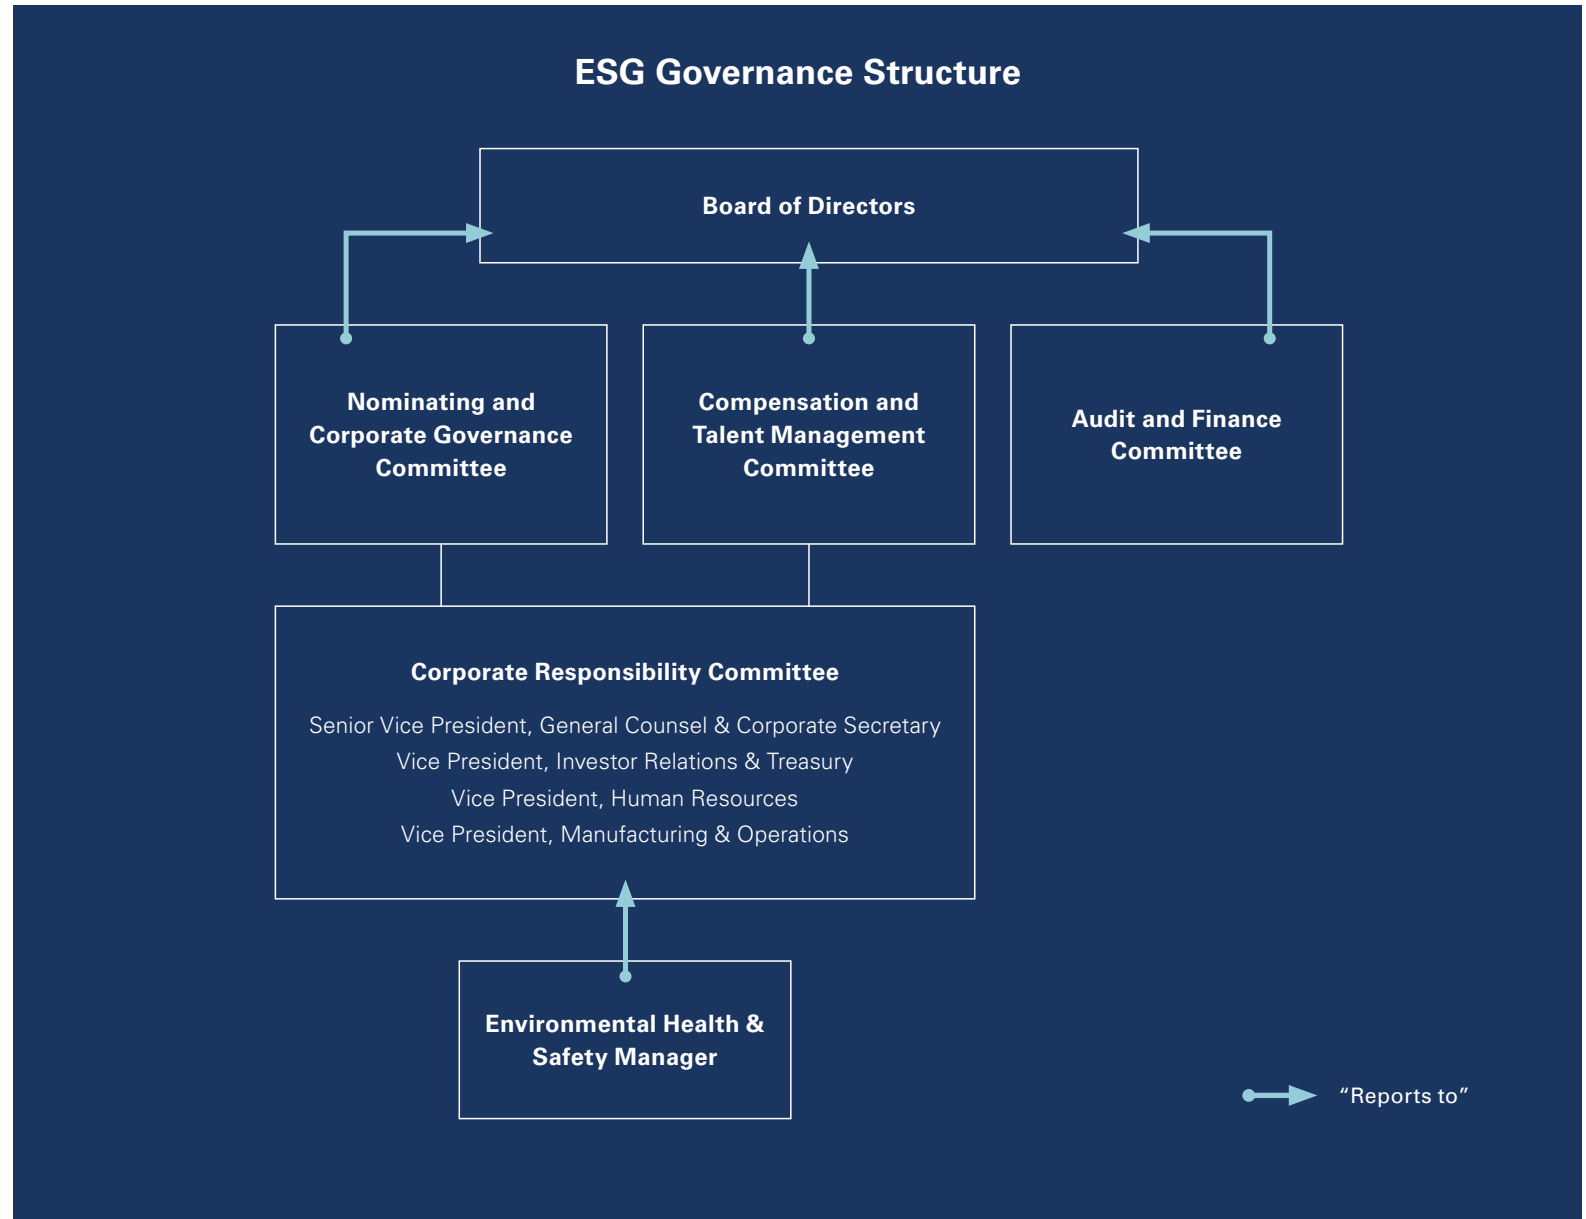 ESG Governance Structure
Board of Directors
Nominating and
Corporate Governance
Committee
Compensation and
Talent Management
Committee
Audit and Finance
Committee
Corporate Responsibility Committee
Senior Vice President, General Counsel & Corporate Secretary
Vice President, Investor Relations & Treasury
Vice President, Human Resources
Vice President, Manufacturing & Operations
Environmental Health &
Safety Manager
“Reports to”